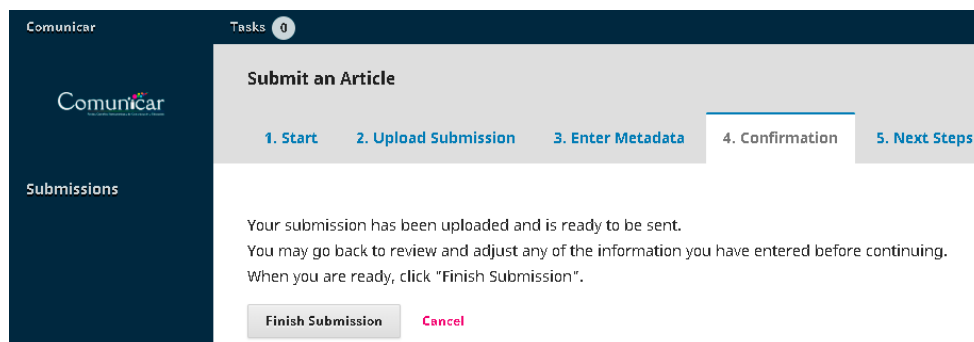 Comunicar
Tasks 0
Comunicar
Submit an Article
1. Start 2. Upload Submission 3. Enter Metadata 4. Confirmation 5. Next Steps
Submissions
Your submission has been uploaded and is ready to be sent.
You may go back to review and adjust any of the information you have entered before continuing.
When you are ready, click "Finish Submission".
Finish Submission Cancel